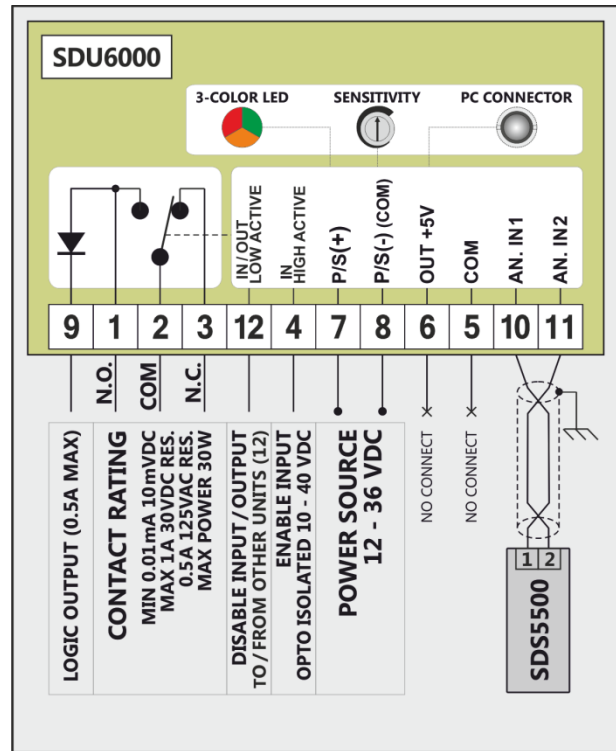 SDU6000
3-COLOR LED
SENSITIVITY
PC CONNECTOR
IN / OUT
LOW ACTIVE
IN
HIGH ACTIVE
P/S(+)
P/S(-) (COM)
OUT +5V
COM
AN. IN1
AN. IN2
9
1
2
3
12
4
7
8
6
5
10
11
N.O.
COM
N.C.
LOGIC OUTPUT (0.5A MAX)
CONTACT RATING
MIN 0.01mA 10mVDC
MAX 1A 30VDC RES.
0.5A 125VAC RES.
MAX POWER 30W
DISABLE INPUT / OUTPUT
TO / FROM OTHER UNITS (12)
ENABLE INPUT
OPTO ISOLATED 10 - 40 VDC
POWER SOURCE
12 - 36 VDC
NO CONNECT
NO CONNECT
1 2
SDS5500